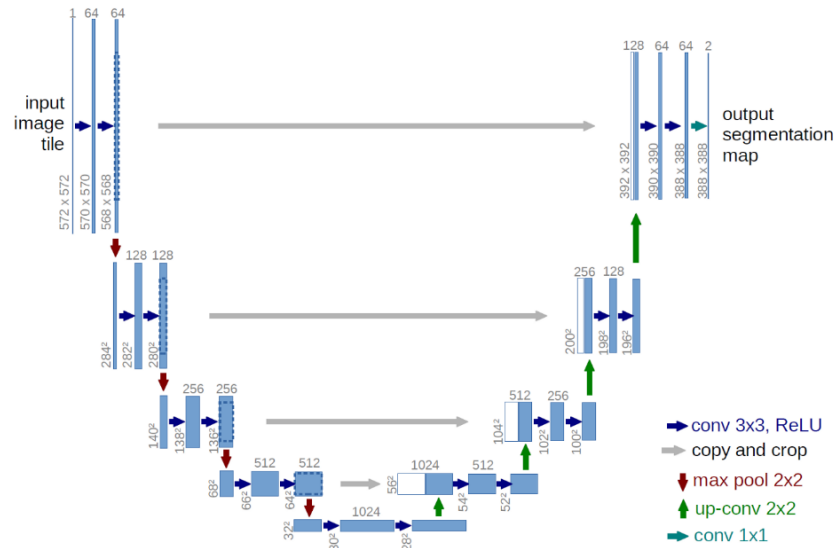 1 64 64
128 64 64 2
input
image
tile
output
segmentation
map
572 x 572
570 x 570
568 x 568
392 x 392
390 x 390
388 x 388
388 x 388
128 128
256 128
284²
282²
280²
200²
198²
196²
256 256
512 256
140²
138²
136²
104²
102²
100²
conv 3x3, ReLU
copy and crop
max pool 2x2
up-conv 2x2
conv 1x1
512 512
1024 512
68²
66²
64²
56²
54²
52²
1024
32²
30²
28²